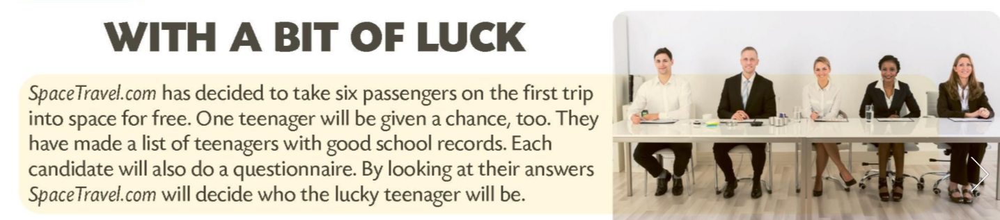 WITH A BIT OF LUCK
SpaceTravel.com has decided to take six passengers on the first trip
into space for free. One teenager will be given a chance, too. They
have made a list of teenagers with good school records. Each
candidate will also do a questionnaire. By looking at their answers
SpaceTravel.com will decide who the lucky teenager will be.